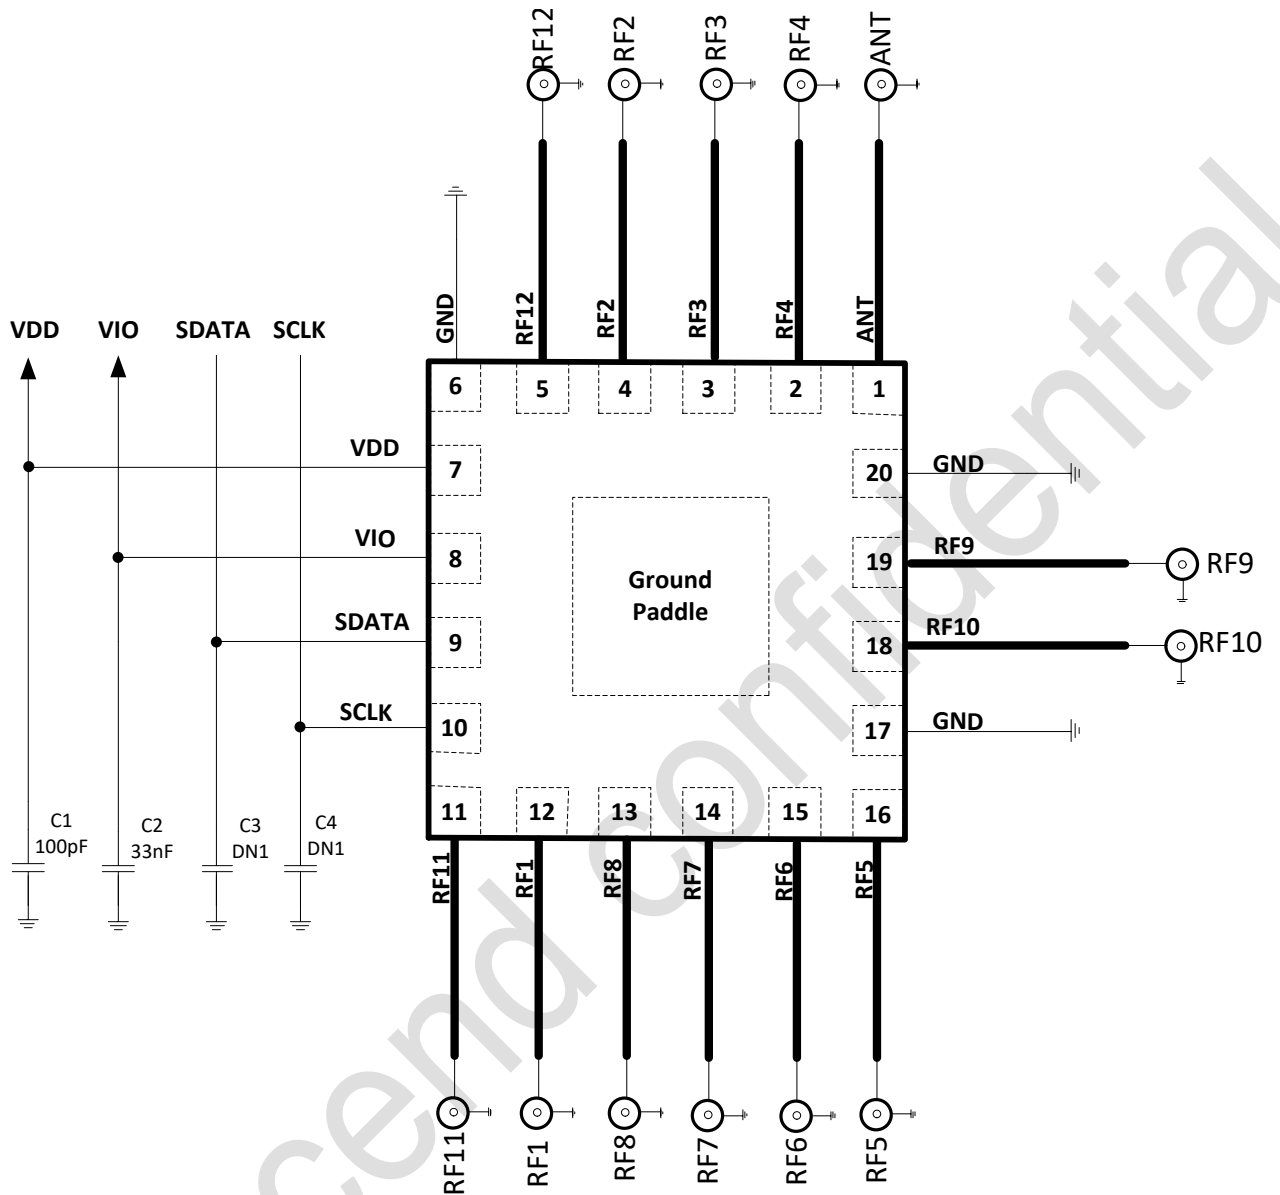 RF12
RF2
RF3
RF4
ANT
GND
RF12
RF2
RF3
RF4
ANT
VDD
VIO
SDATA
SCLK
6
5
4
3
2
1
VDD
7
20
GND
VIO
8
19
RF9
RF9
Ground
Paddle
SDATA
9
18
RF10
RF10
SCLK
10
17
GND
11
12
13
14
15
16
C1
100pF
C2
33nF
C3
DN1
C4
DN1
RF11
RF1
RF8
RF7
RF6
RF5
RF11
RF1
RF8
RF7
RF6
RF5
cend confidential